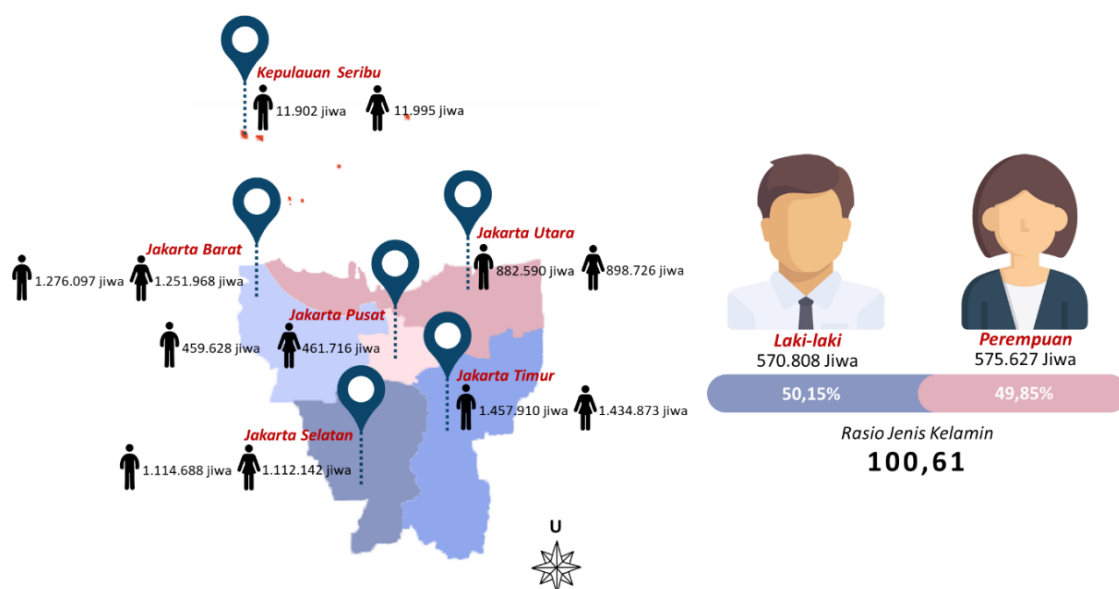 Kepulauan Seribu
11.902 jiwa 11.995 jiwa
Jakarta Barat
1.276.097 jiwa 1.251.968 jiwa
Jakarta Utara
882.590 jiwa 898.726 jiwa
Jakarta Pusat
459.628 jiwa 461.716 jiwa
Jakarta Timur
1.457.910 jiwa 1.434.873 jiwa
Jakarta Selatan
1.114.688 jiwa 1.112.142 jiwa
U
Laki-laki
570.808 Jiwa
Perempuan
575.627 Jiwa
50,15% 49,85%
Rasio Jenis Kelamin
100,61